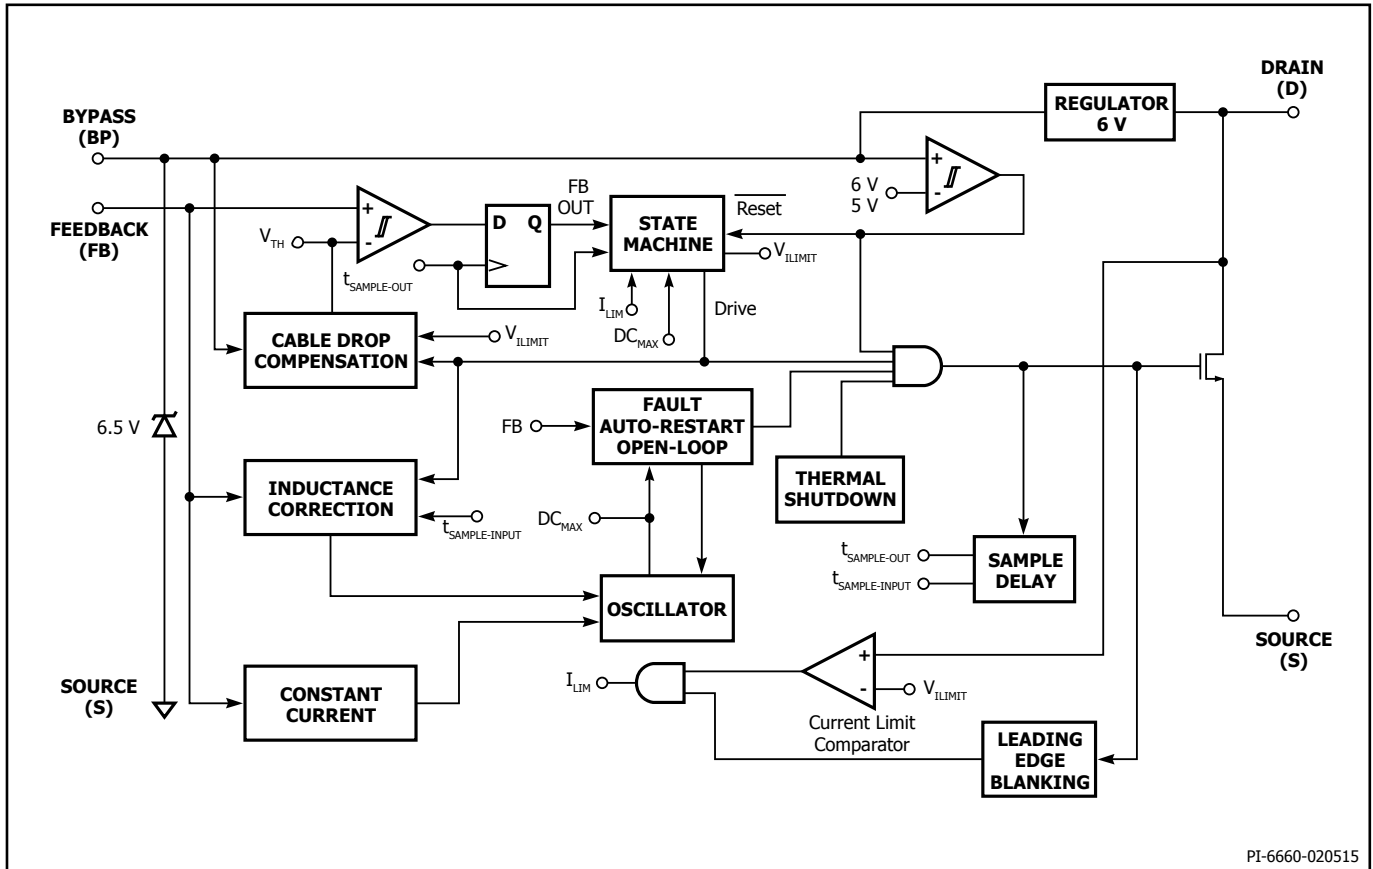 DRAIN
(D)
REGULATOR
6 V
BYPASS
(BP)
+
6 V
5 V
-
FEEDBACK
(FB)
V_TH
+
-
t_SAMPLE-OUT
D Q
>
FB
OUT
STATE
MACHINE
Reset
V_ILIMIT
I_LIM
DC_MAX
Drive
CABLE DROP
COMPENSATION
V_ILIMIT
6.5 V
FB
FAULT
AUTO-RESTART
OPEN-LOOP
THERMAL
SHUTDOWN
INDUCTANCE
CORRECTION
t_SAMPLE-INPUT
DC_MAX
t_SAMPLE-OUT
t_SAMPLE-INPUT
SAMPLE
DELAY
OSCILLATOR
SOURCE
(S)
SOURCE
(S)
CONSTANT
CURRENT
I_LIM
+
-
V_ILIMIT
Current Limit
Comparator
LEADING
EDGE
BLANKING
PI-6660-020515